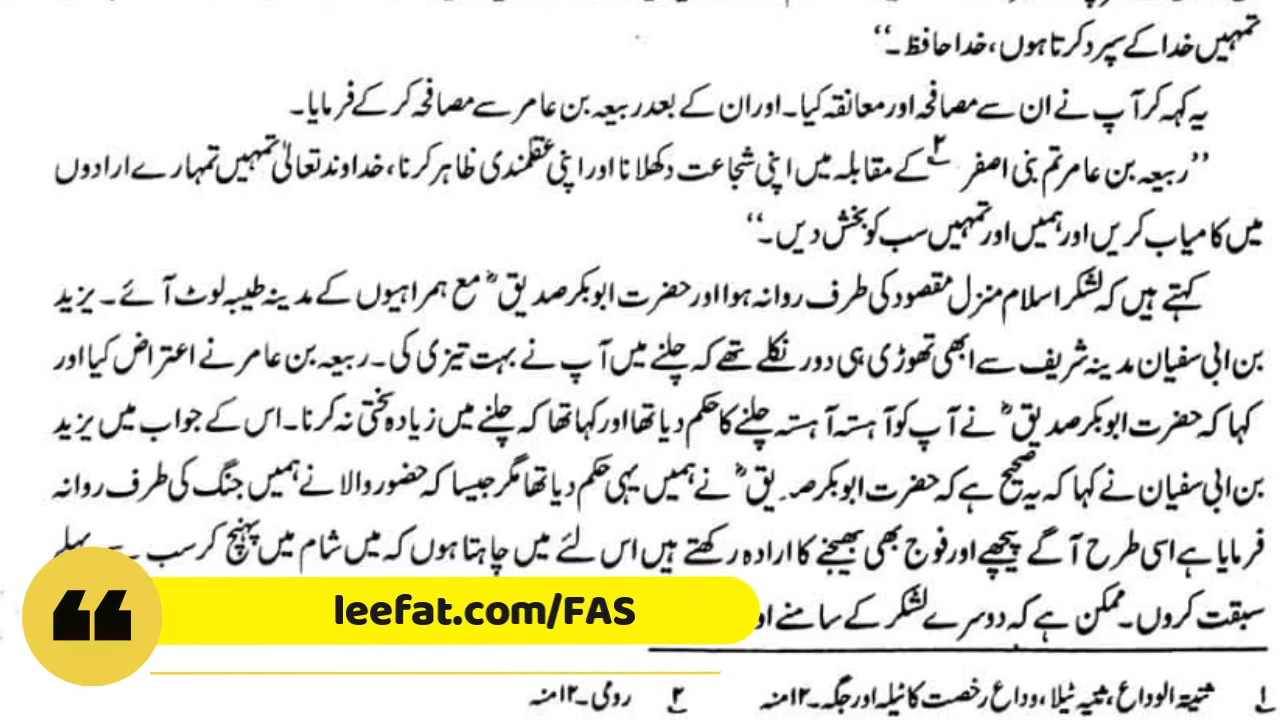 تمہیں خدا کے سپرد کرتا ہوں، خدا حافظ۔‘‘
یہ کہہ کر آپ نے ان سے مصافحہ اور معانقہ کیا۔ اور ان کے بعد ربیعہ بن عامر سے مصافحہ کر کے فرمایا۔
’’ربیعہ بن عامر تم بنی اصفر ۲ کے مقابلہ میں اپنی شجاعت دکھلانا اور اپنی عقلمندی ظاہر کرنا، خداوند تعالیٰ تمہیں تمہارے ارادوں
میں کامیاب کریں اور ہمیں اور تمہیں سب کو بخش دیں۔‘‘
کہتے ہیں کہ لشکر اسلام منزل مقصود کی طرف روانہ ہوا اور حضرت ابوبکر صدیقؓ مع ہمراہیوں کے مدینہ طیبہ لوٹ آئے۔ یزید
بن ابی سفیان مدینہ شریف سے ابھی تھوڑی ہی دور نکلے تھے کہ چلنے میں آپ نے بہت تیزی کی۔ ربیعہ بن عامر نے اعتراض کیا اور
کہا کہ حضرت ابوبکر صدیقؓ نے آپ کو آہستہ آہستہ چلنے کا حکم دیا تھا اور کہا تھا کہ چلنے میں زیادہ سختی نہ کرنا۔ اس کے جواب میں یزید
بن ابی سفیان نے کہا کہ یہ صحیح ہے کہ حضرت ابوبکر صدیقؓ نے ہمیں یہی حکم دیا تھا مگر جیسا کہ حضور والا نے ہمیں جنگ کی طرف روانہ
فرمایا ہے اسی طرح آگے پیچھے اور فوج بھی بھیجنے کا ارادہ رکھتے ہیں اس لئے میں چاہتا ہوں کہ میں شام میں پہنچ کر سب سے پہلے
سبقت کروں۔ ممکن ہے کہ دوسرے لشکر کے سامنے
leefat.com/FAS
۱ ثنیۃ الوداع، ثنیہ ٹیلا، وداع رخصت کا ٹیلہ اور جگہ۔ ۱۲ منہ ۲ رومی۔ ۱۲ منہ